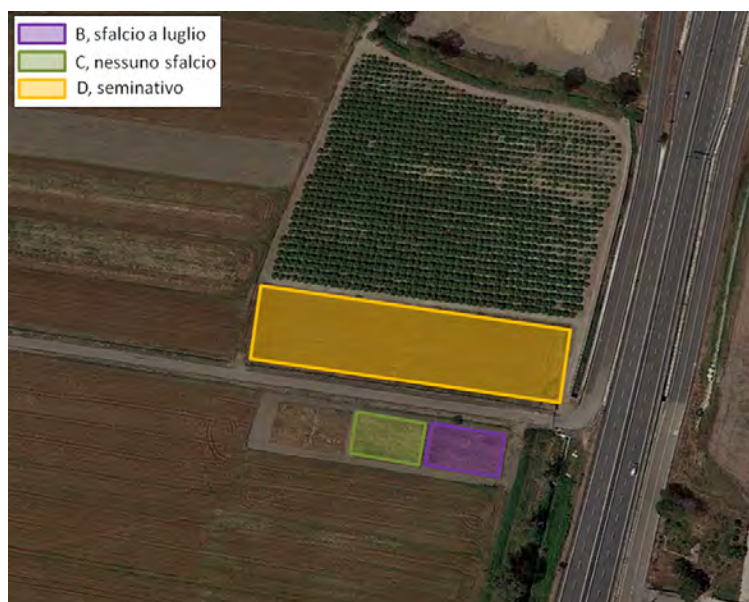 B, sfalcio a luglio
C, nessuno sfalcio
D, seminativo